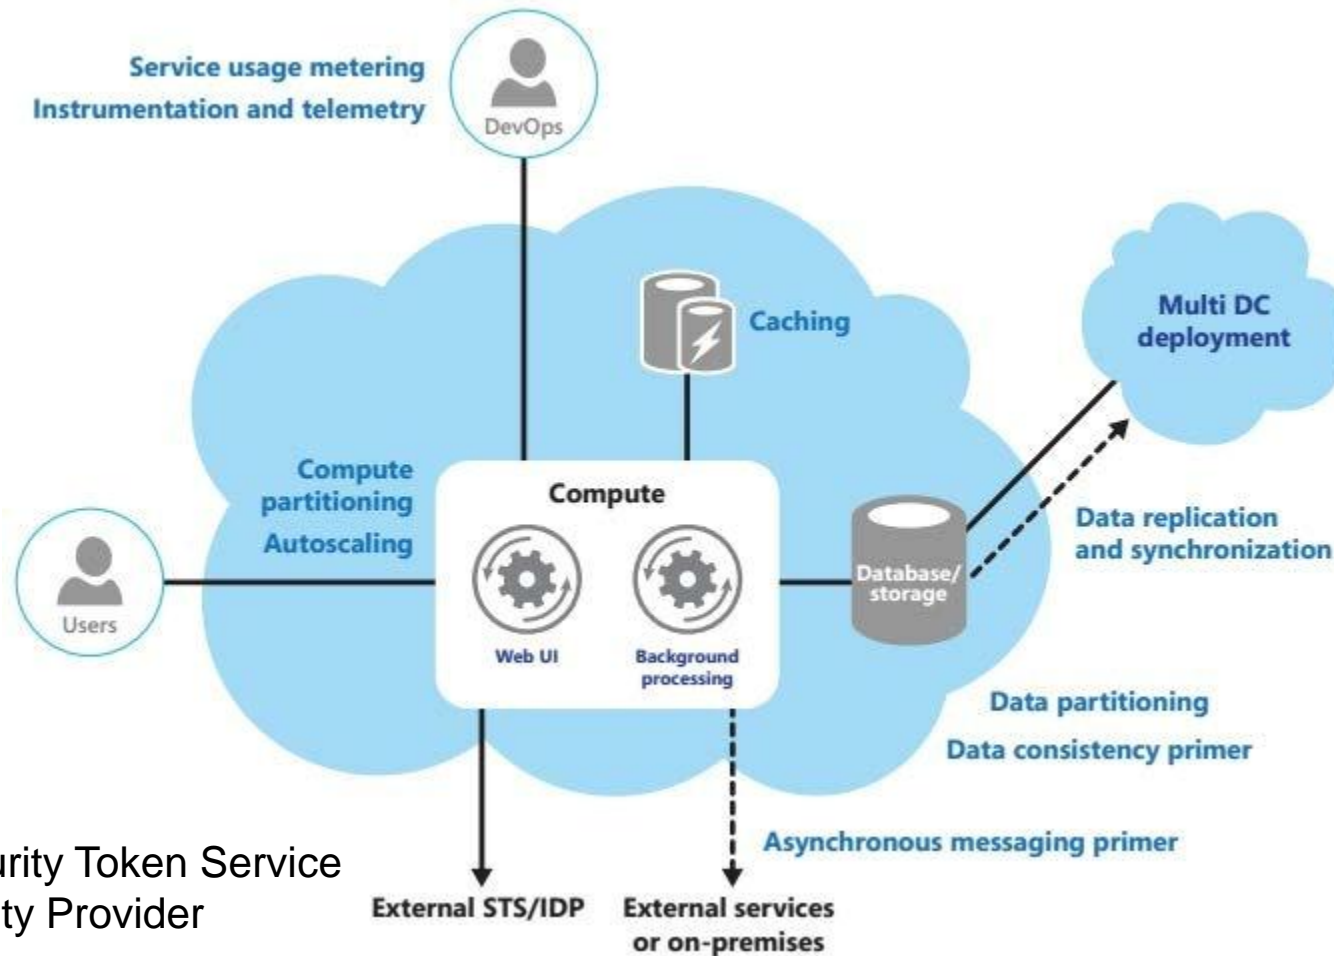 Service usage metering
Instrumentation and telemetry
DevOps
Caching
Multi DC
deployment
Compute
partitioning
Autoscaling
Compute
Users
Web UI
Background
processing
Database/
storage
Data replication
and synchronization
Data partitioning
Data consistency primer
Asynchronous messaging primer
Token Service
Provider
External STS/IDP
External services
or on-premises